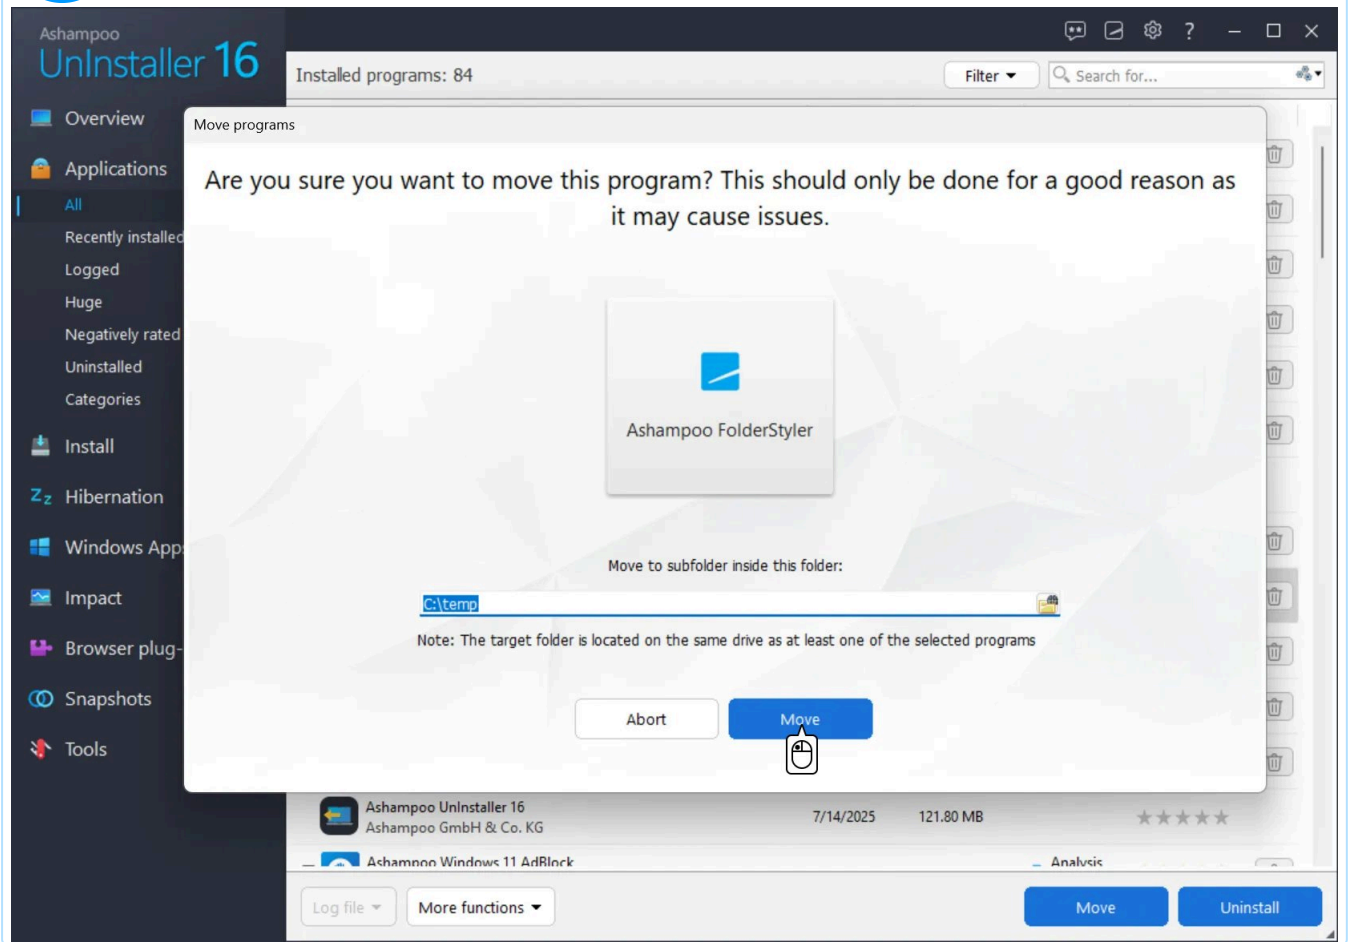 Ashampoo
UnInstaller 16
Installed programs: 84
Filter
Search for...
Overview
Applications
All
Recently installed
Logged
Huge
Negatively rated
Uninstalled
Categories
Install
Hibernation
Windows Apps
Impact
Browser plug-
Snapshots
Tools
Move programs
Are you sure you want to move this program? This should only be done for a good reason as
it may cause issues.
Ashampoo FolderStyler
Move to subfolder inside this folder:
C:\temp
Note: The target folder is located on the same drive as at least one of the selected programs
Abort
Move
Ashampoo UnInstaller 16
Ashampoo GmbH & Co. KG
7/14/2025
121.80 MB
Ashampoo Windows 11 AdBlock
Analysis
Log file
More functions
Move
Uninstall